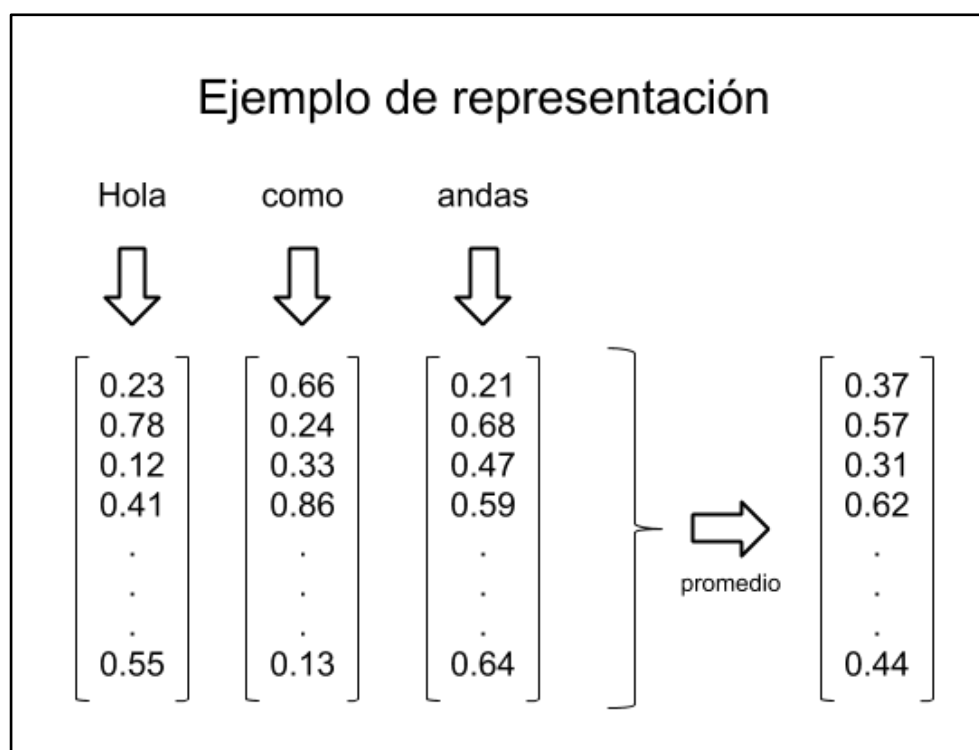 Ejemplo de representación
Hola como andas
0.23 0.66 0.21 0.37
0.78 0.24 0.68 0.57
0.12 0.33 0.47 0.31
0.41 0.86 0.59 0.62
. . . .
. . . .
promedio
. . . .
0.55 0.13 0.64 0.44